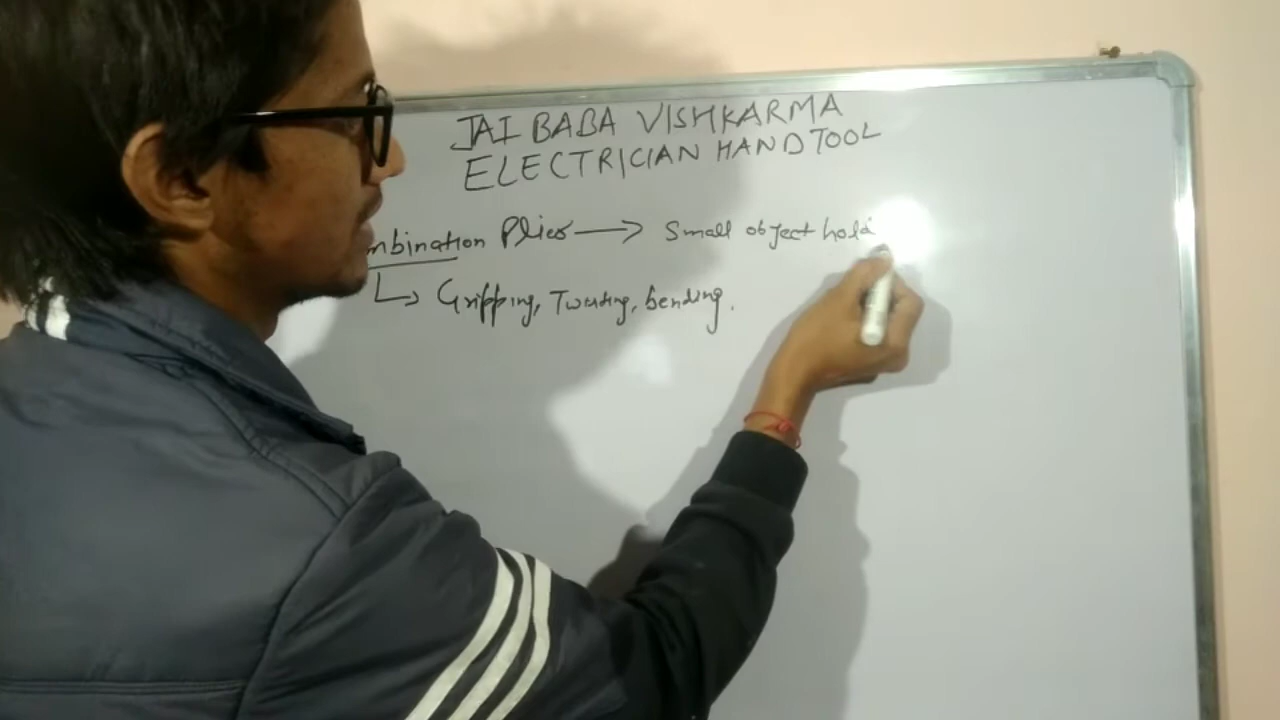 JAI BABA VISHKARMA
ELECTRICIAN HAND TOOL
mbination Plies → Small object hold
↳ Gripping, Twisting, bending.